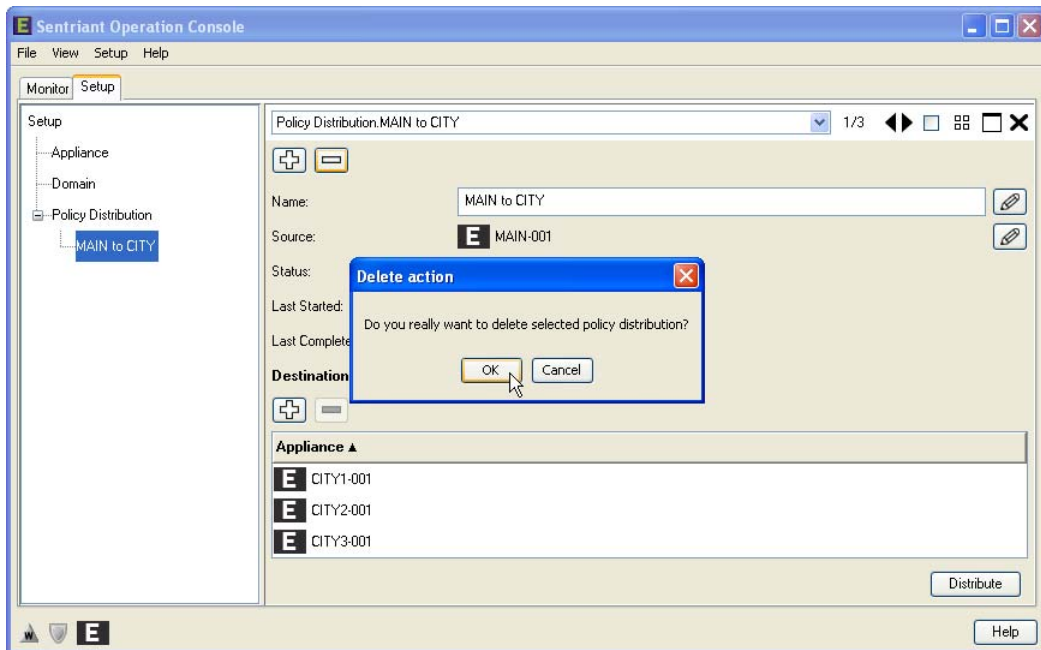 E Sentriant Operation Console
File View Setup Help
Monitor Setup
Setup
Appliance
Domain
Policy Distribution
MAIN to CITY
Policy Distribution.MAIN to CITY 1/3
Name: MAIN to CITY
Source: E MAIN-001
Status:
Last Started:
Last Complete
Delete action
Do you really want to delete selected policy distribution?
OK Cancel
Destination
Appliance ▲
E CITY1-001
E CITY2-001
E CITY3-001
Distribute
W E Help